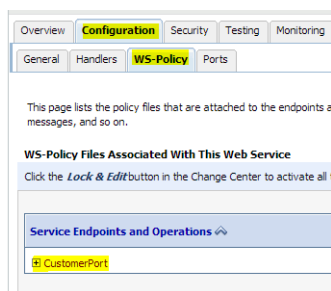 Overview Configuration Security Testing Monitoring
General Handlers WS-Policy Ports
This page lists the policy files that are attached to the endpoints a
messages, and so on.
WS-Policy Files Associated With This Web Service
Click the Lock & Edit button in the Change Center to activate all
Service Endpoints and Operations
CustomerPort